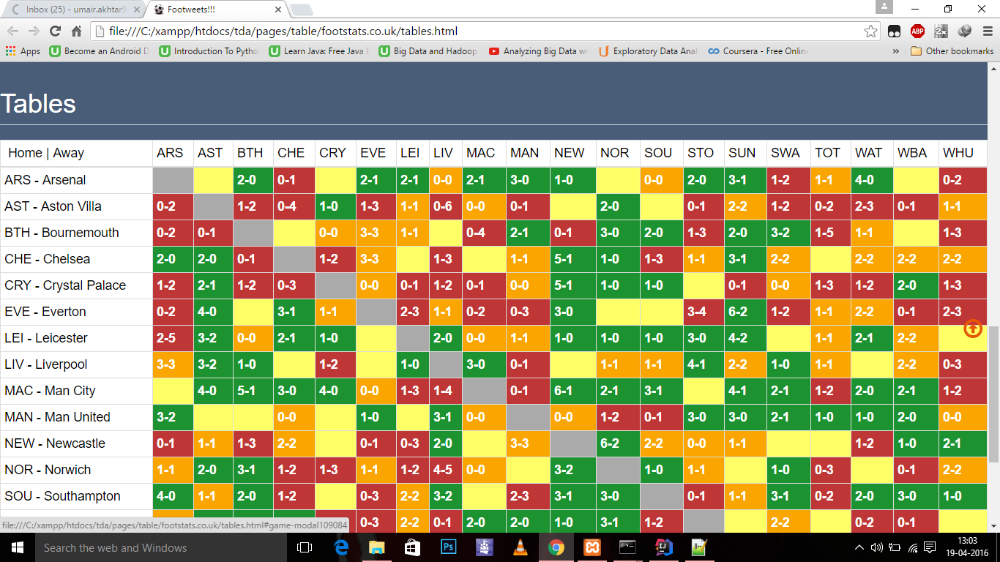 Inbox (25) - umair.akhtar9
Footweets!!!
file:///C:/xampp/htdocs/tda/pages/table/footstats.co.uk/tables.html
ABP 2x
Apps Become an Android D Introduction To Pytho Learn Java: Free Java Big Data and Hadoop Analyzing Big Data wi Exploratory Data Anal Coursera - Free Online » Other bookmarks
Tables
Home | Away ARS AST BTH CHE CRY EVE LEI LIV MAC MAN NEW NOR SOU STO SUN SWA TOT WAT WBA WHU
ARS - Arsenal 2-0 0-1 2-1 2-1 0-0 2-1 3-0 1-0 0-0 2-0 3-1 1-2 1-1 4-0 0-2
AST - Aston Villa 0-2 1-2 0-4 1-0 1-3 1-1 0-6 0-0 0-1 2-0 0-1 2-2 1-2 0-2 2-3 0-1 1-1
BTH - Bournemouth 0-2 0-1 0-0 3-3 1-1 0-4 2-1 0-1 3-0 2-0 1-3 2-0 3-2 1-5 1-1 1-3
CHE - Chelsea 2-0 2-0 0-1 1-2 3-3 1-3 1-1 5-1 1-0 1-3 1-1 3-1 2-2 2-2 2-2 2-2
CRY - Crystal Palace 1-2 2-1 1-2 0-3 0-0 0-1 1-2 0-1 0-0 5-1 1-0 1-0 0-1 0-0 1-3 1-2 2-0 1-3
EVE - Everton 0-2 4-0 3-1 1-1 2-3 1-1 0-2 0-3 3-0 3-4 6-2 1-2 1-1 2-2 0-1 2-3
LEI - Leicester 2-5 3-2 0-0 2-1 1-0 2-0 0-0 1-1 1-0 1-0 1-0 3-0 4-2 1-1 2-1 2-2
LIV - Liverpool 3-3 3-2 1-0 1-2 1-0 3-0 0-1 1-1 1-1 4-1 2-2 1-0 1-1 2-2 0-3
MAC - Man City 4-0 5-1 3-0 4-0 0-0 1-3 1-4 0-1 6-1 2-1 3-1 4-1 2-1 1-2 2-0 2-1 1-2
MAN - Man United 3-2 0-0 1-0 3-1 0-0 0-0 1-2 0-1 3-0 3-0 2-1 1-0 1-0 2-0 0-0
NEW - Newcastle 0-1 1-1 1-3 2-2 0-1 0-3 2-0 3-3 6-2 2-2 0-0 1-1 1-2 1-0 2-1
NOR - Norwich 1-1 2-0 3-1 1-2 1-3 1-1 1-2 4-5 0-0 3-2 1-0 1-1 1-0 0-3 0-1 2-2
SOU - Southampton 4-0 1-1 2-0 1-2 0-3 2-2 3-2 2-3 3-1 3-0 0-1 1-1 3-1 0-2 2-0 3-0 1-0
0-3 2-2 0-1 2-0 2-0 1-0 3-1 1-2 2-2 0-2 0-1
file:///C:/xampp/htdocs/tda/pages/table/footstats.co.uk/tables.html#game-modal109084
Search the web and Windows
Ps
13:03
19-04-2016